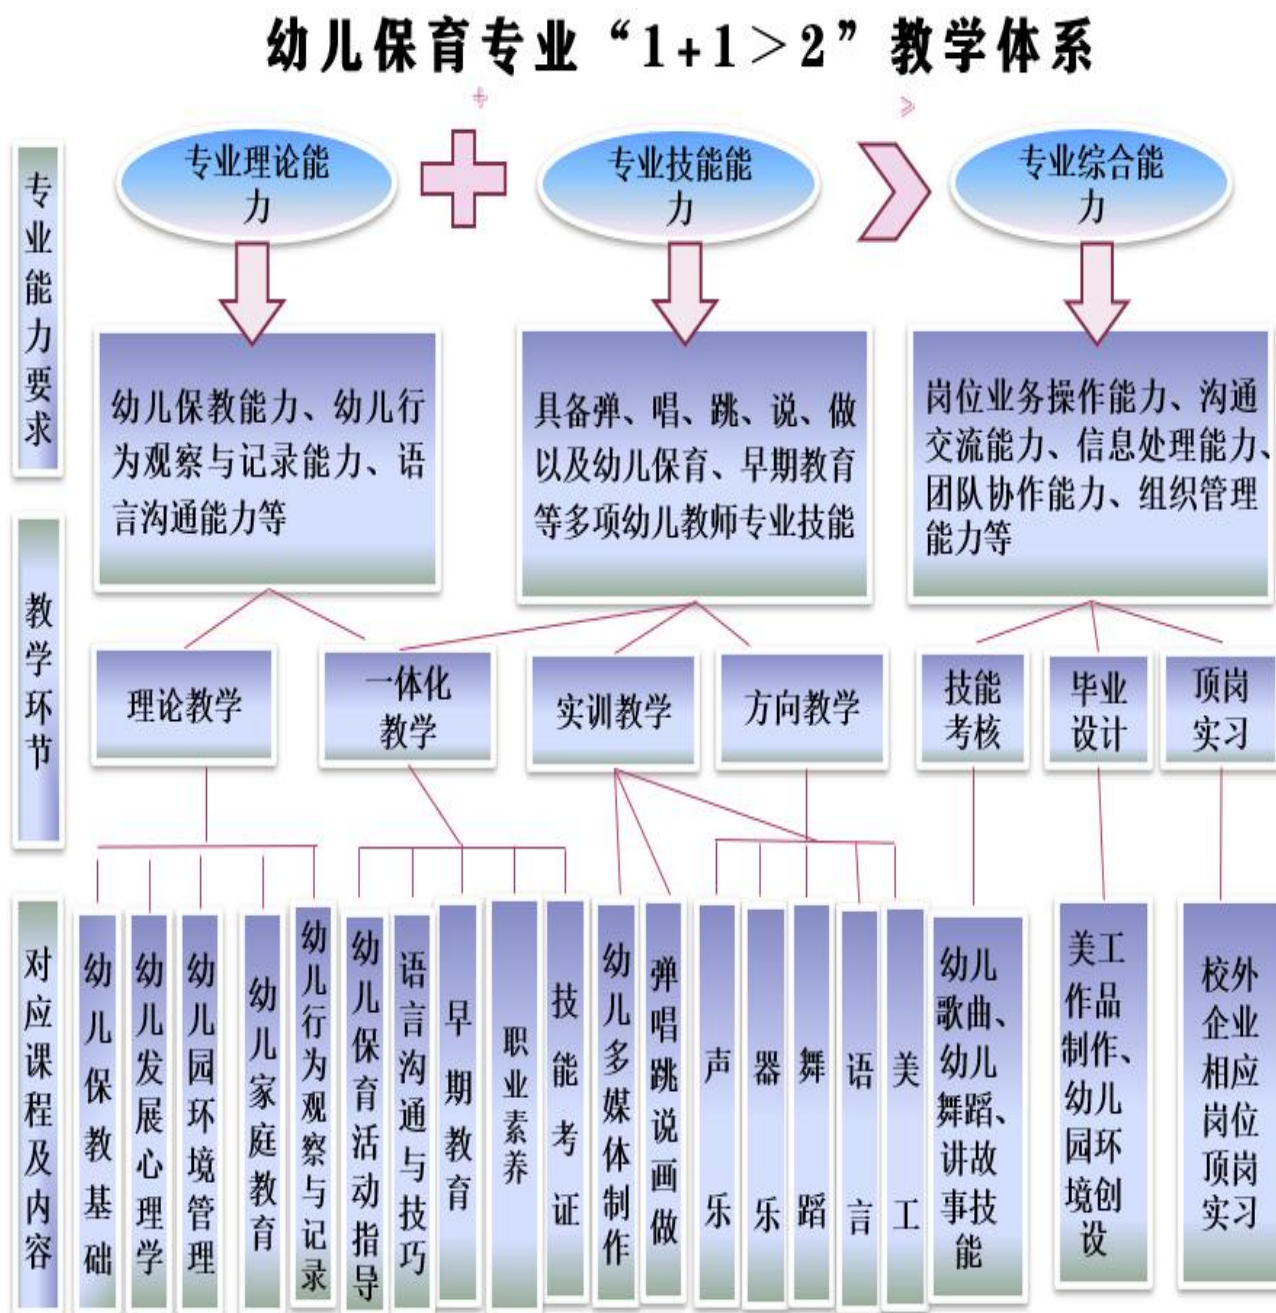 幼儿保育专业“1+1＞2”教学体系
+
>
专业能力要求
专业理论能
力
专业技能能
力
专业综合能
力
幼儿保教能力、幼儿行
为观察与记录能力、语
言沟通能力等
具备弹、唱、跳、说、做
以及幼儿保育、早期教育
等多项幼儿教师专业技能
岗位业务操作能力、沟通
交流能力、信息处理能力、
团队协作能力、组织管理
能力等
教学环节
理论教学
一体化
教学
实训教学
方向教学
技能
考核
毕业
设计
顶岗
实习
对应课程及内容
幼儿保教基础
幼儿发展心理学
幼儿园环境管理
幼儿家庭教育
幼儿行为观察与记录
幼儿保育活动指导
语言沟通与技巧
早期教育
职业素养
技能考证
幼儿多媒体制作
弹唱跳说画做
声乐
器乐
舞蹈
语言
美工
幼儿
歌曲、
幼儿
舞蹈、
讲故
事技
能
美工
作品
制作、
幼儿
园环
境创
设
校外
企业
相应
岗位
顶岗
实习